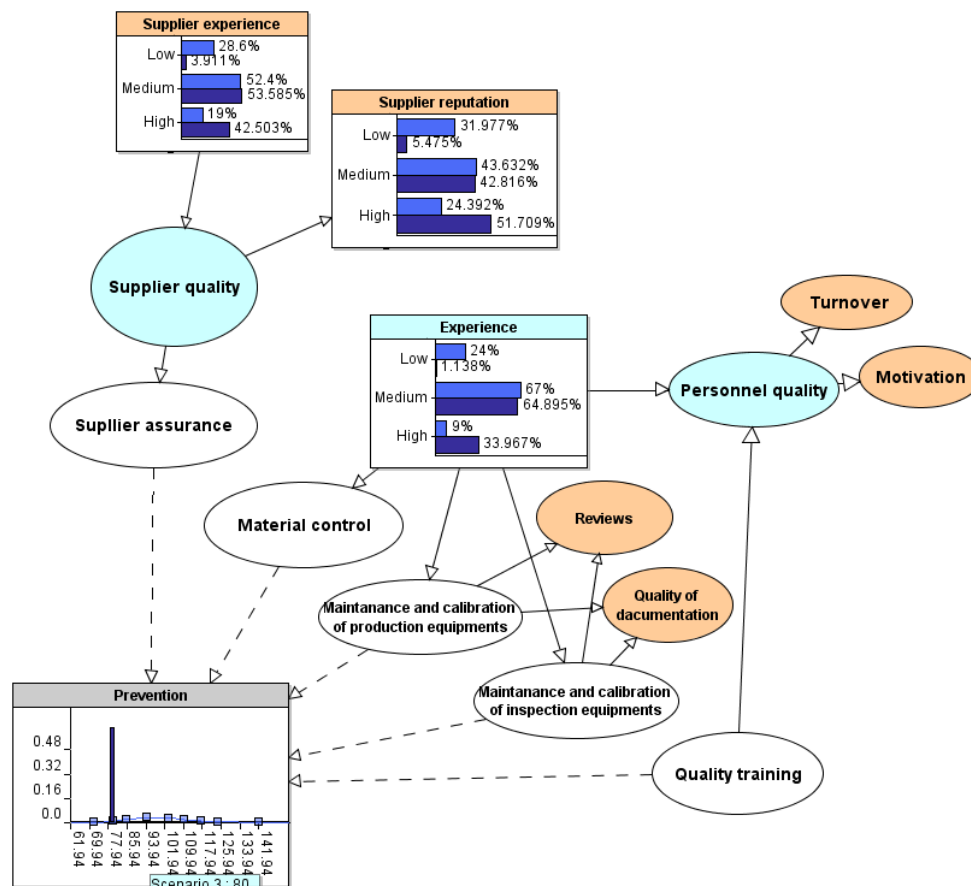 Supplier experience
Low
28.6%
3.911%
Medium
52.4%
53.585%
High
19%
42.503%
Supplier reputation
Low
31.977%
5.475%
Medium
43.632%
42.816%
High
24.392%
51.709%
Supplier quality
Turnover
Experience
Low
24%
1.138%
Medium
67%
64.895%
High
9%
33.967%
Personnel quality
Motivation
Supllier assurance
Material control
Reviews
Maintanance and calibration
of production equipments
Quality of
dacumentation
Maintanance and calibration
of inspection equipments
Quality training
Prevention
0.48
0.32
0.16
0.0
61.94
69.94
77.94
85.94
93.94
101.94
109.94
117.94
125.94
133.94
141.94
Scenario 3 : 80